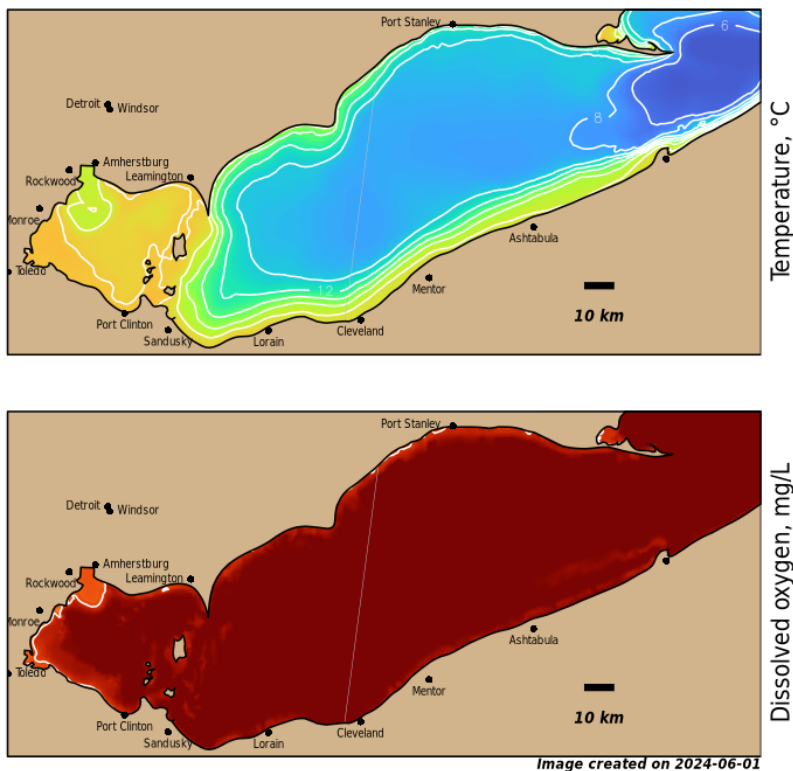 Port Stanley
6
Detroit
Windsor
8
Amherstburg
Rockwood
Leamington
Monroe
Ashtabula
Toledo
Mentor
12
10 km
Port Clinton
Sandusky
Lorain
Cleveland
Temperature, °C
Port Stanley
Detroit
Windsor
Amherstburg
Rockwood
Leamington
Monroe
Ashtabula
Toledo
Mentor
10 km
Port Clinton
Sandusky
Lorain
Cleveland
Dissolved oxygen, mg/L
Image created on 2024-06-01